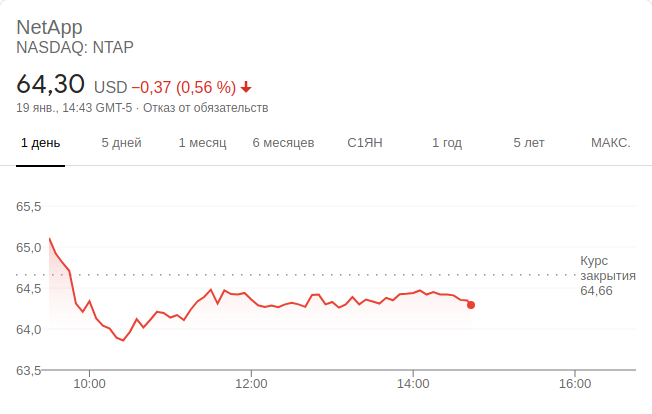 NetApp
NASDAQ: NTAP
64,30 USD −0,37 (0,56 %)
19 янв., 14:43 GMT-5 · Отказ от обязательств
1 день 5 дней 1 месяц 6 месяцев С1ЯН 1 год 5 лет МАКС.
65,5
65,0
Курс
закрытия
64,66
64,5
64,0
63,5
10:00 12:00 14:00 16:00